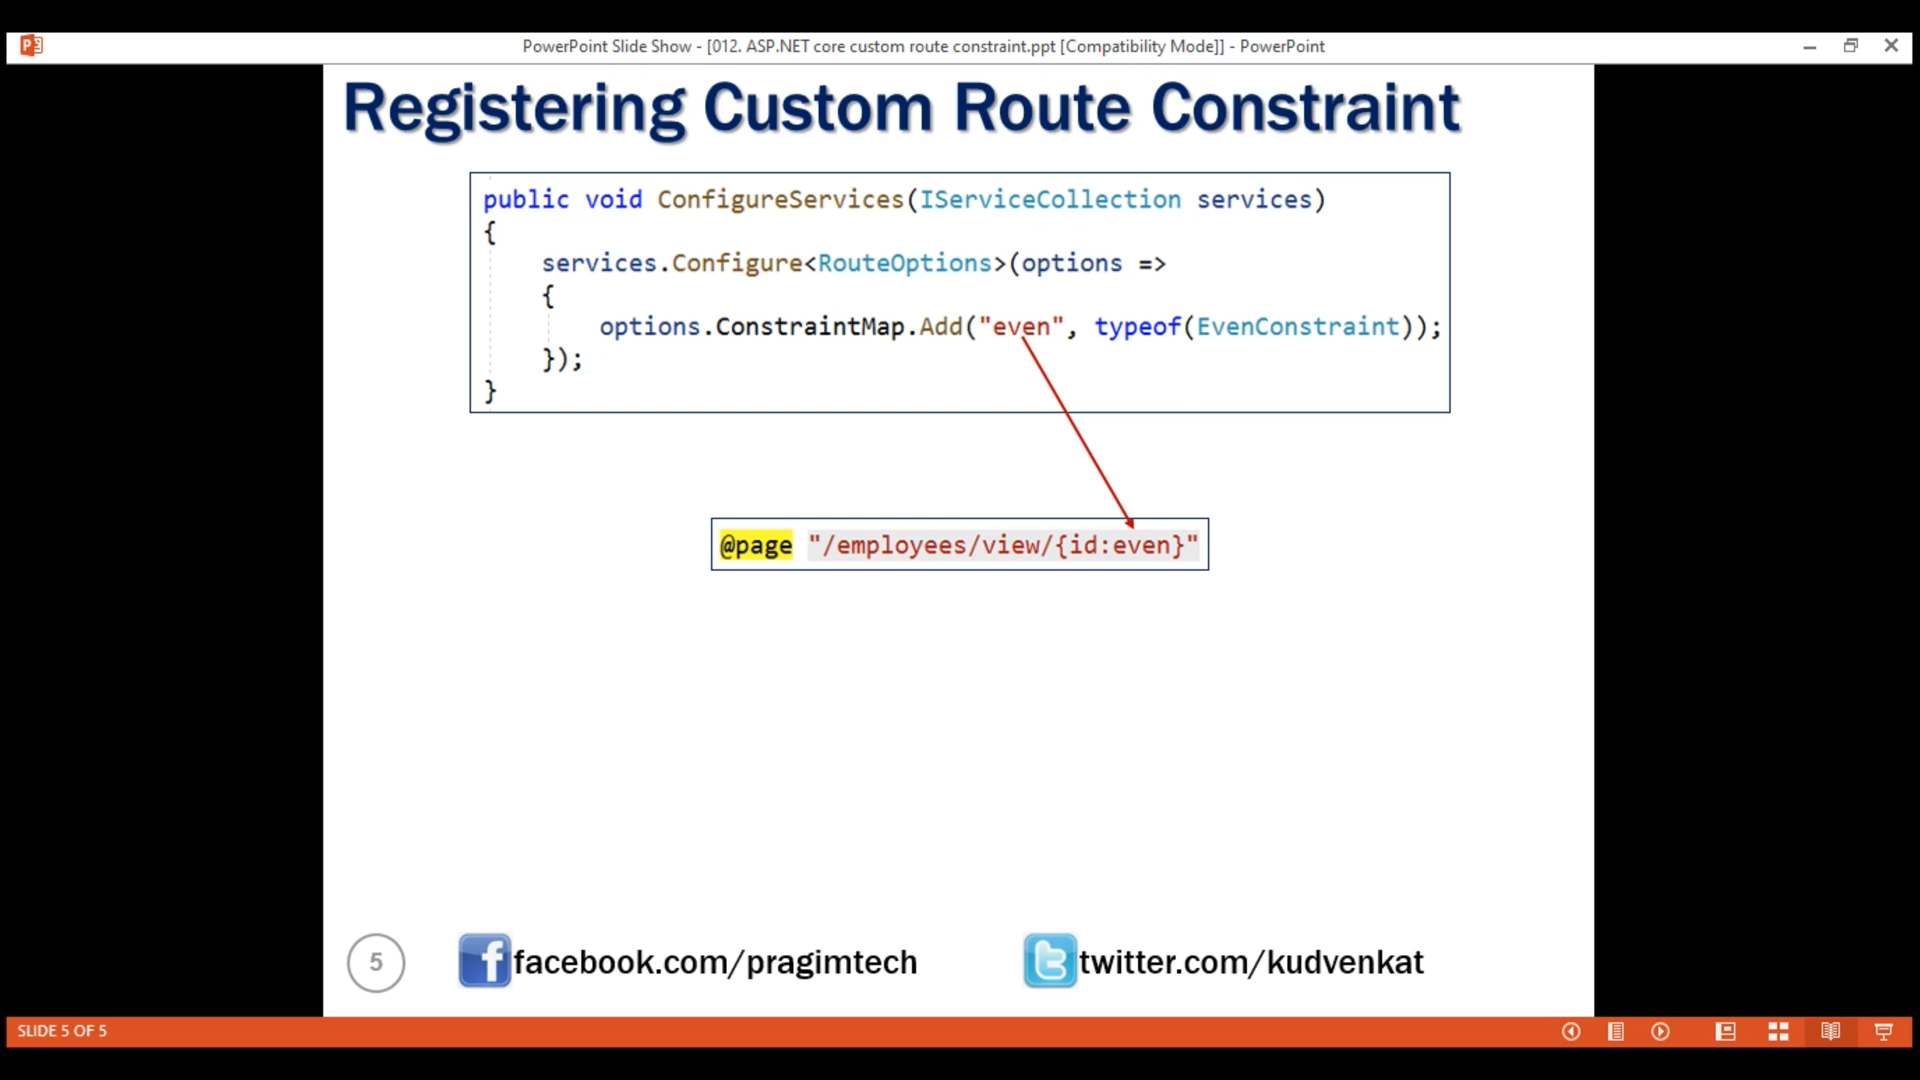 PowerPoint Slide Show - [012. ASP.NET core custom route constraint.ppt [Compatibility Mode]] - PowerPoint
Registering Custom Route Constraint
public void ConfigureServices(IServiceCollection services)
{
services.Configure<RouteOptions>(options =>
{
options.ConstraintMap.Add("even", typeof(EvenConstraint));
});
}
@page "/employees/view/{id:even}"
5
facebook.com/pragimtech
twitter.com/kudvenkat
SLIDE 5 OF 5